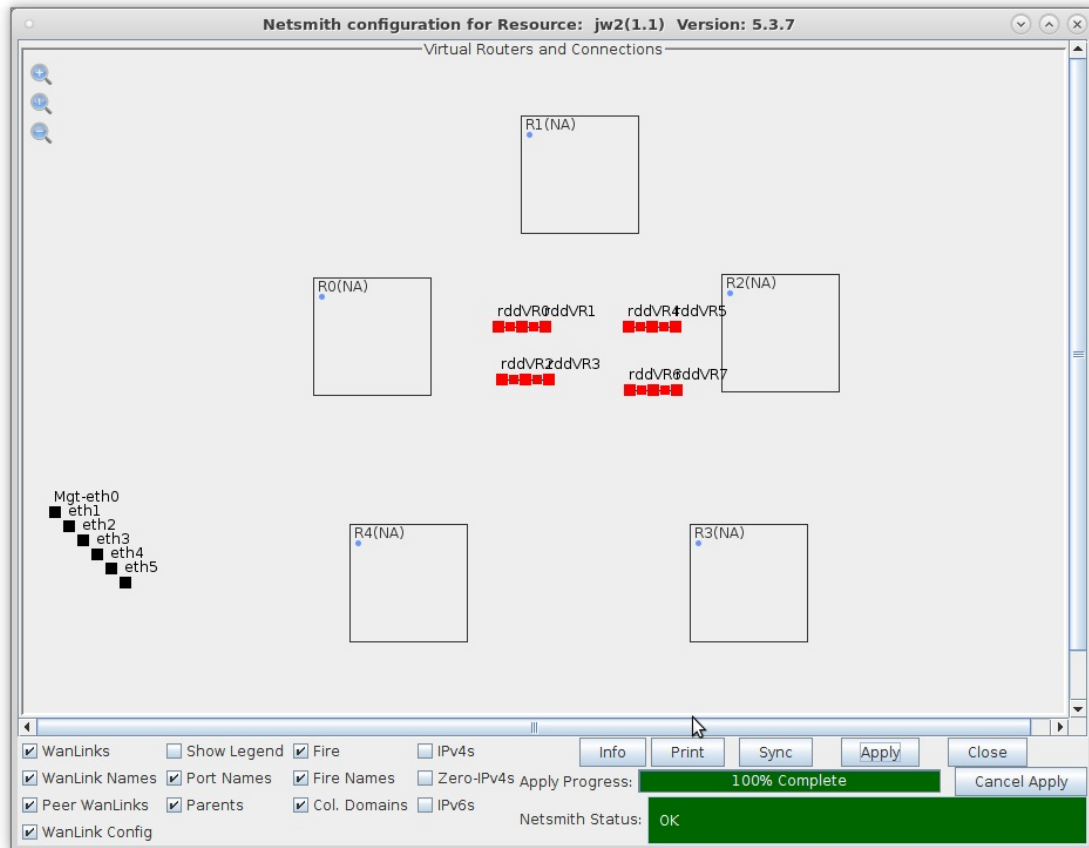 Netsmith configuration for Resource: jw2(1.1) Version: 5.3.7
Virtual Routers and Connections
R1(NA)
R0(NA)
R2(NA)
rddVR0 rddVR1
rddVR4 rddVR5
rddVR2 rddVR3
rddVR6 rddVR7
Mgt-eth0
eth1
eth2
eth3
eth4
eth5
R4(NA)
R3(NA)
WanLinks Show Legend Fire IPv4s Info Print Sync Apply Close
WanLink Names Port Names Fire Names Zero-IPv4s Apply Progress: 100% Complete Cancel Apply
Peer WanLinks Parents Col. Domains IPv6s Netsmith Status: OK
WanLink Config